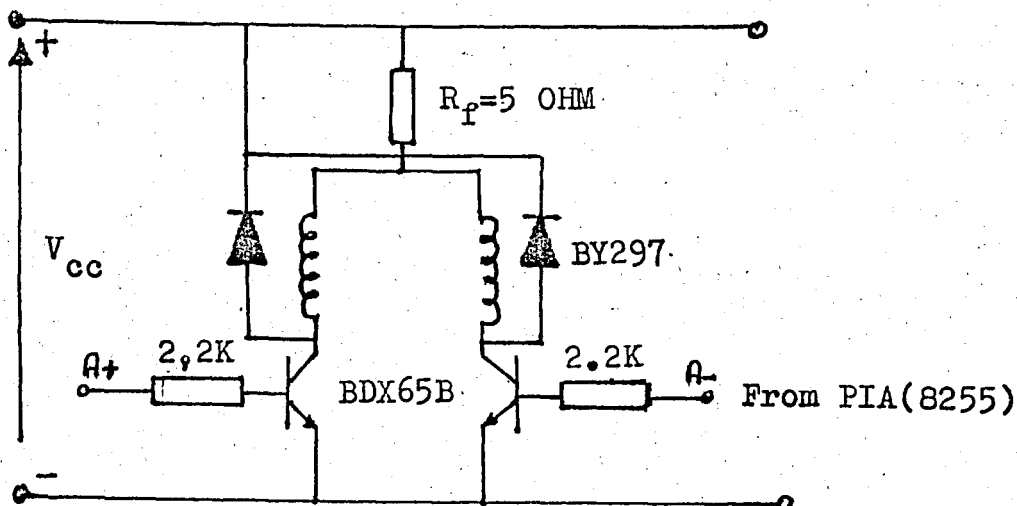 +
R_f=5 OHM
V_cc
BY297
2,2K
2.2K
A+
BDX65B
A-
From PIA(8255)
-